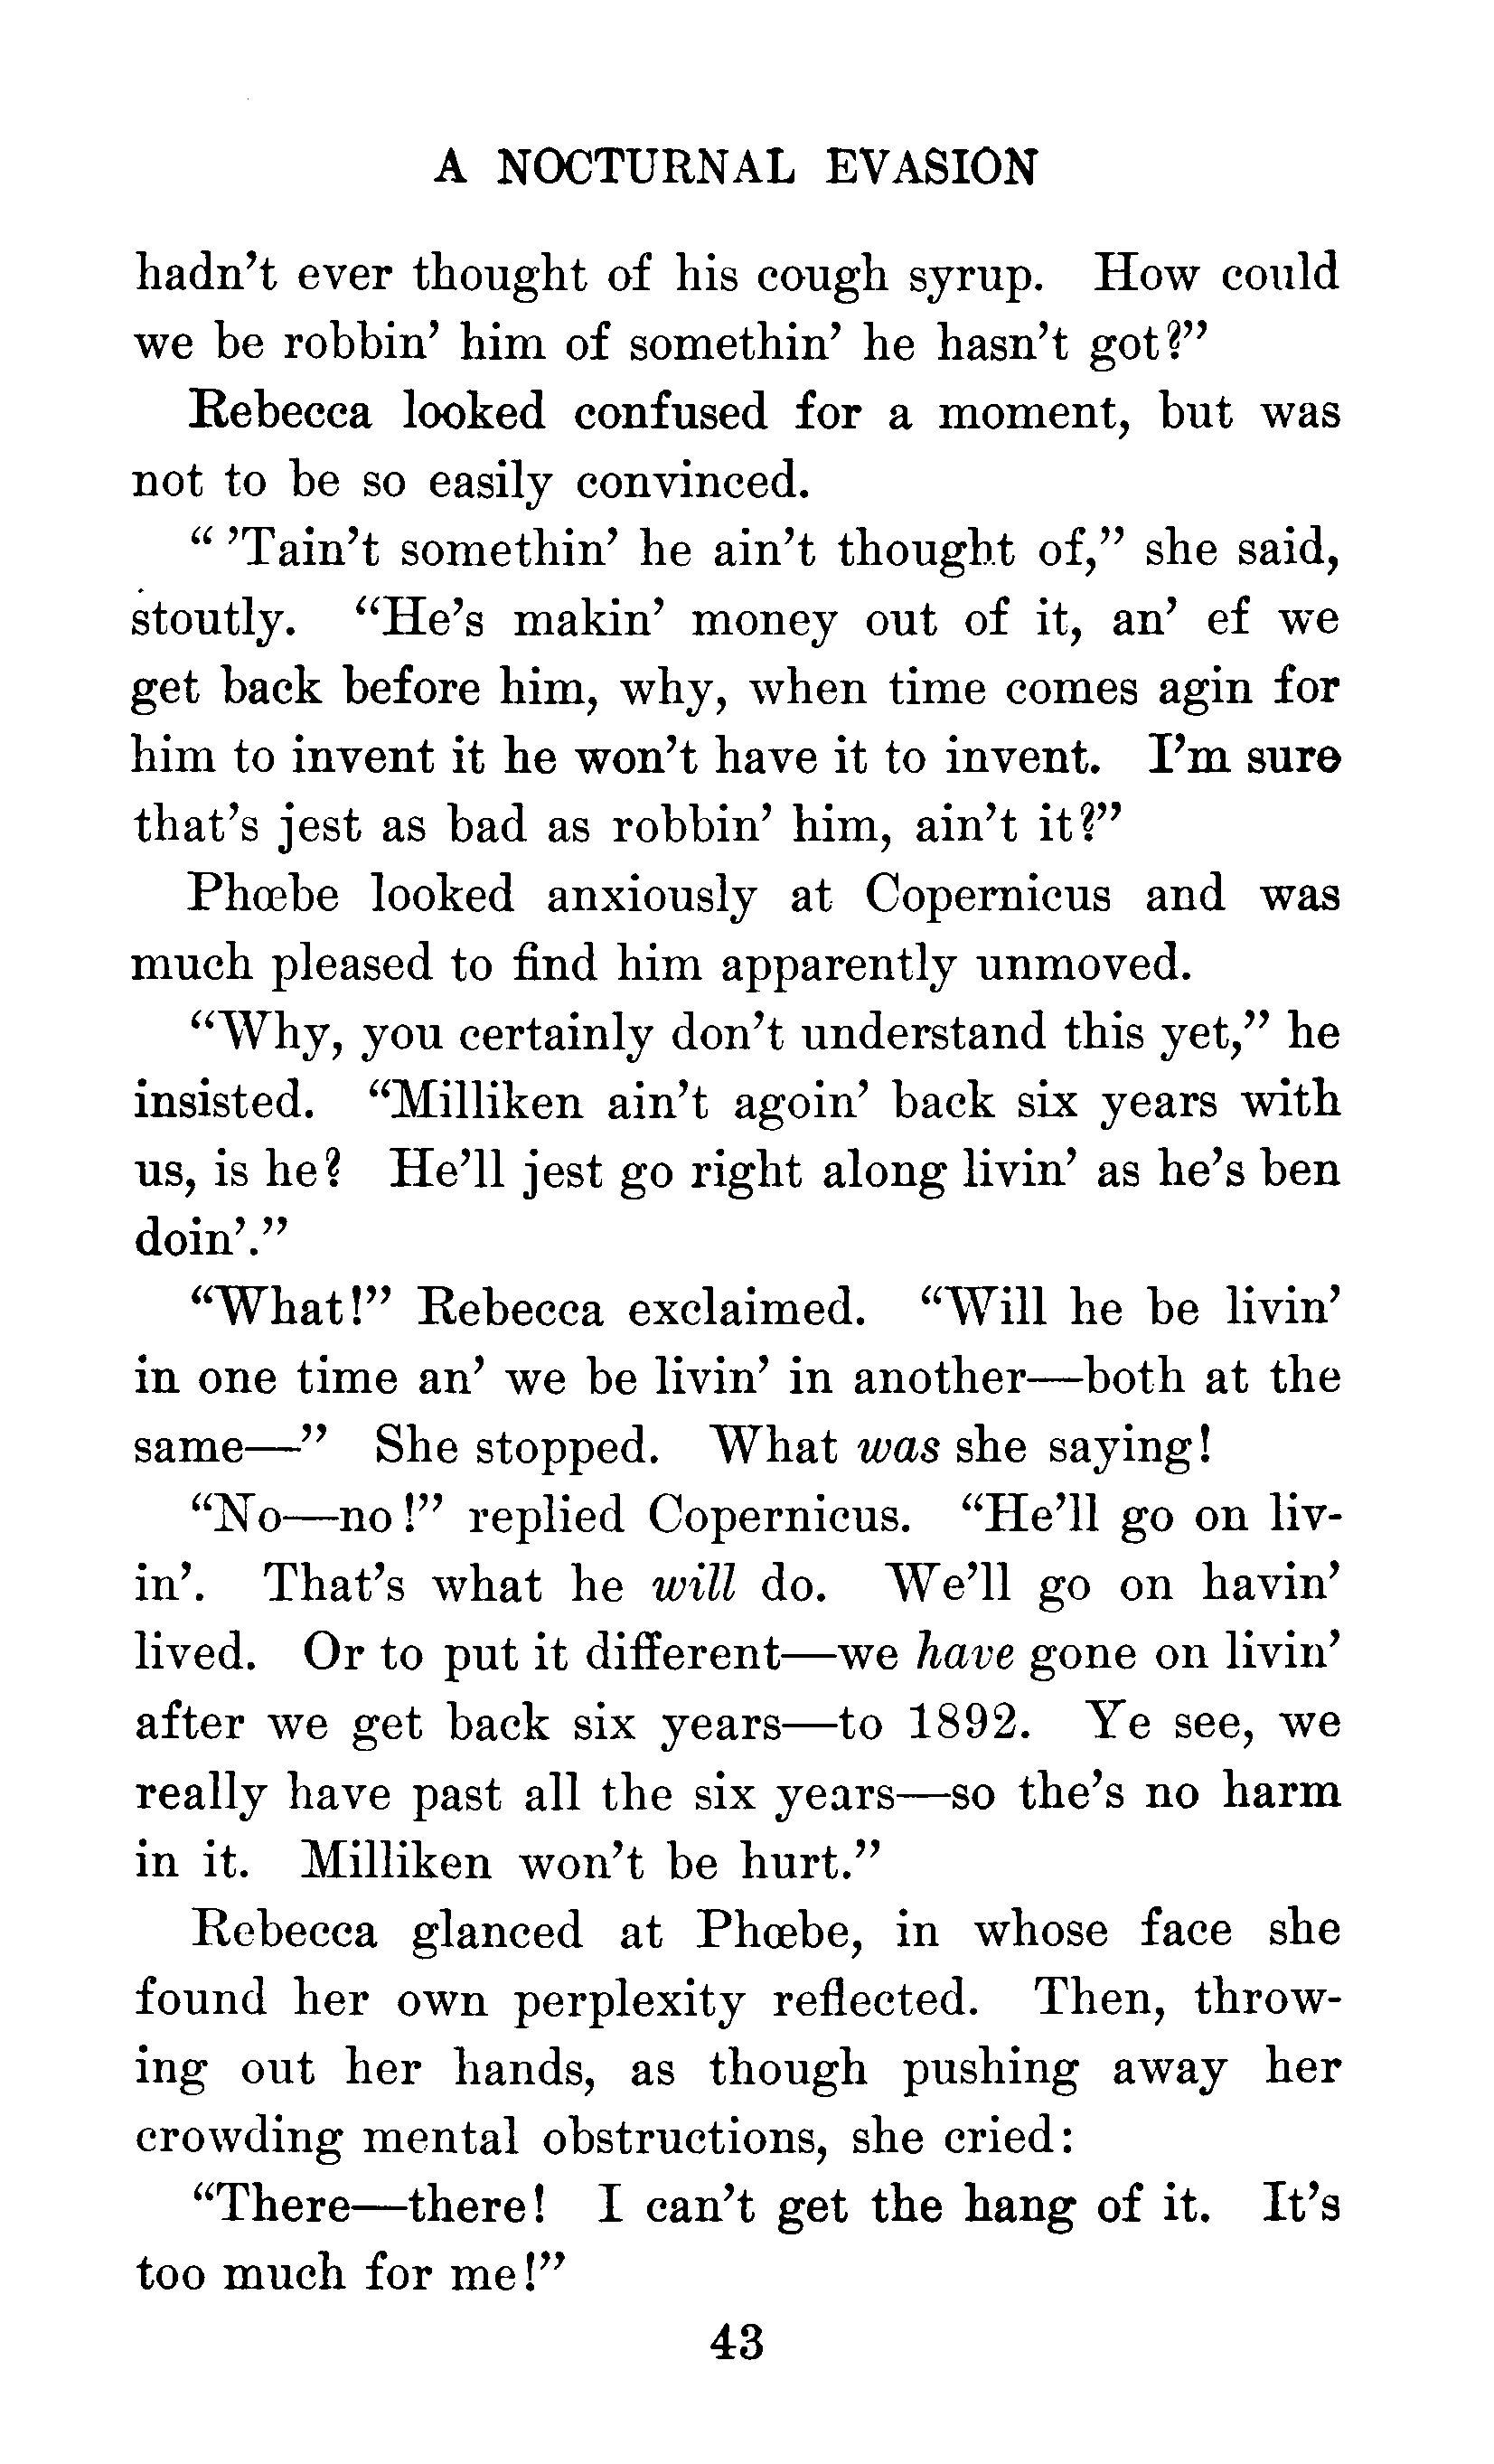 A NOCTURNAL EVASION
hadn't ever thought of his cough syrup. How could
we be robbin' him of somethin' he hasn't got?"
Rebecca looked confused for a moment, but was
not to be so easily convinced.
" 'Tain't somethin' he ain't thought of," she said,
stoutly. "He's makin' money out of it, an' ef we
get back before him, why, when time comes agin for
him to invent it he won't have it to invent. I'm sure
that's jest as bad as robbin' him, ain't it?"
Phœbe looked anxiously at Copernicus and was
much pleased to find him apparently unmoved.
"Why, you certainly don't understand this yet," he
insisted. "Milliken ain't agoin' back six years with
us, is he? He'll jest go right along livin' as he's ben
doin'."
"What!" Rebecca exclaimed. "Will he be livin'
in one time an' we be livin' in another—both at the
same—" She stopped. What was she saying!
"No—no!" replied Copernicus. "He'll go on liv-
in'. That's what he will do. We'll go on havin'
lived. Or to put it different—we have gone on livin'
after we get back six years—to 1892. Ye see, we
really have past all the six years—so the's no harm
in it. Milliken won't be hurt."
Rebecca glanced at Phœbe, in whose face she
found her own perplexity reflected. Then, throw-
ing out her hands, as though pushing away her
crowding mental obstructions, she cried:
"There—there! I can't get the hang of it. It's
too much for me!"
43